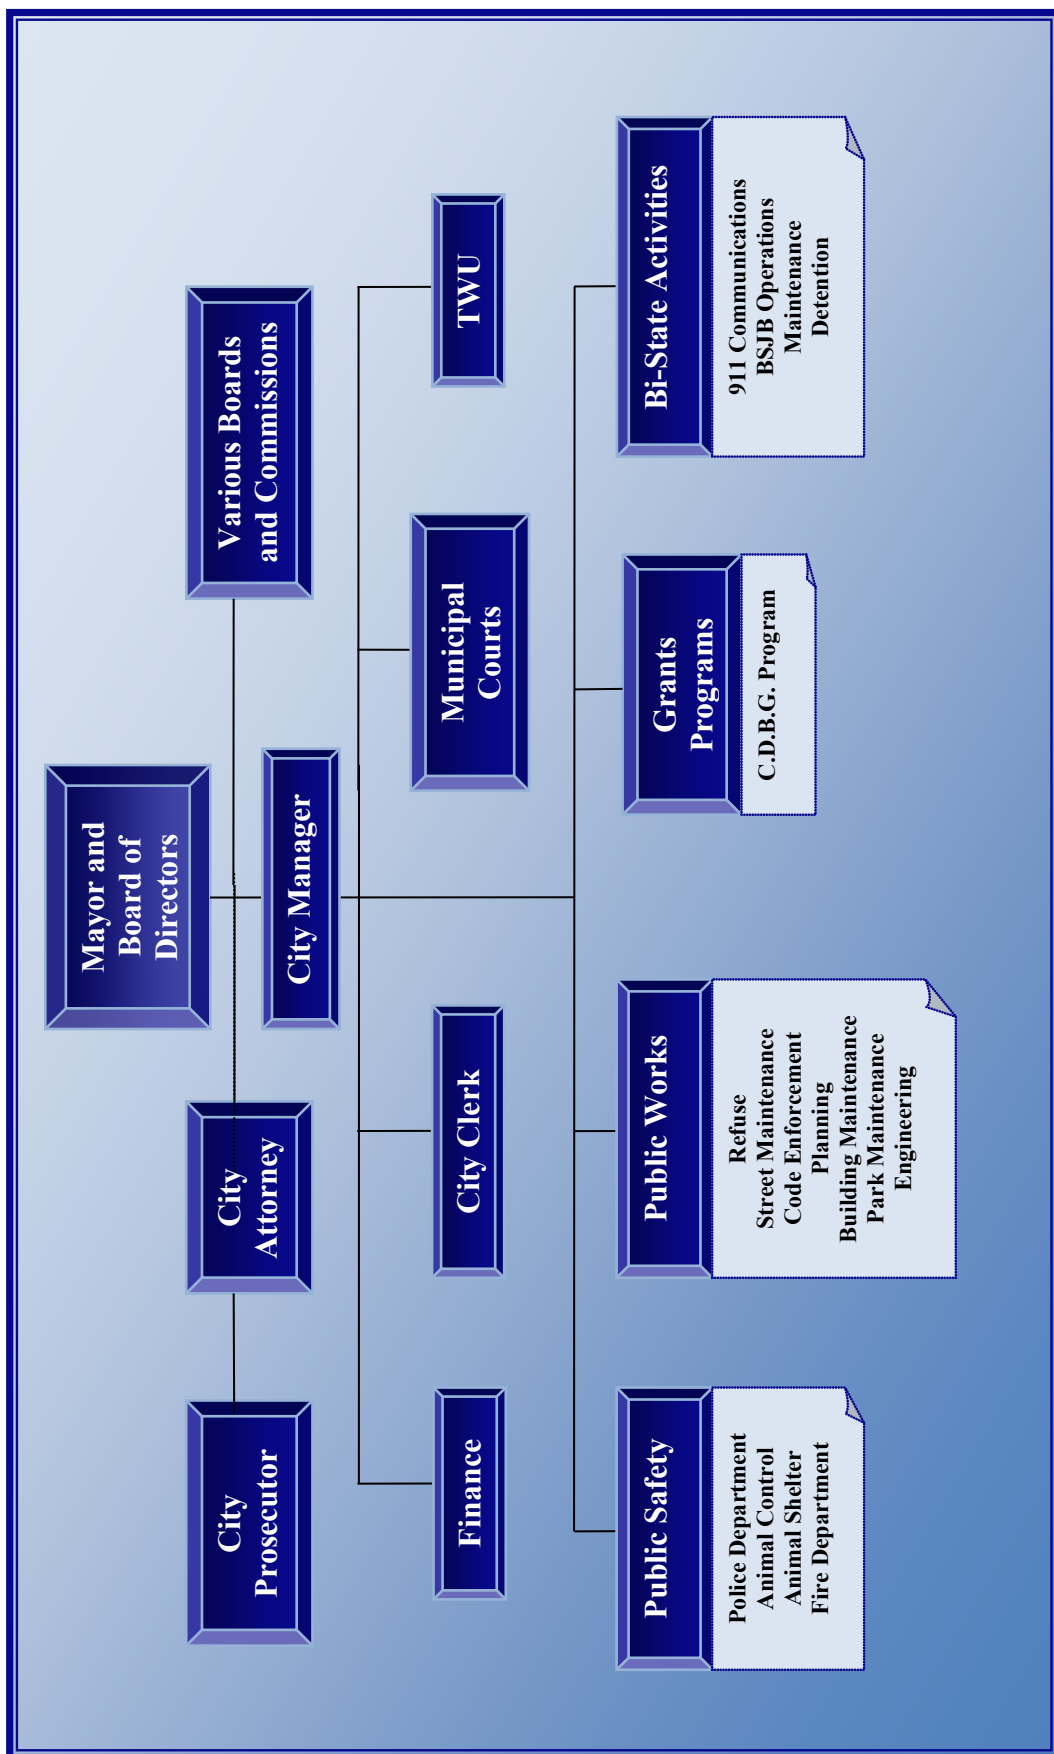 Mayor and
Board of
Directors
City
Prosecutor
City
Attorney
Various Boards
and Commissions
City Manager
Finance
City Clerk
Municipal
Courts
TWU
Public Safety
Police Department
Animal Control
Animal Shelter
Fire Department
Public Works
Refuse
Street Maintenance
Code Enforcement
Planning
Building Maintenance
Park Maintenance
Engineering
Grants
Programs
C.D.B.G. Program
Bi-State Activities
911 Communications
BSJB Operations
Maintenance
Detention